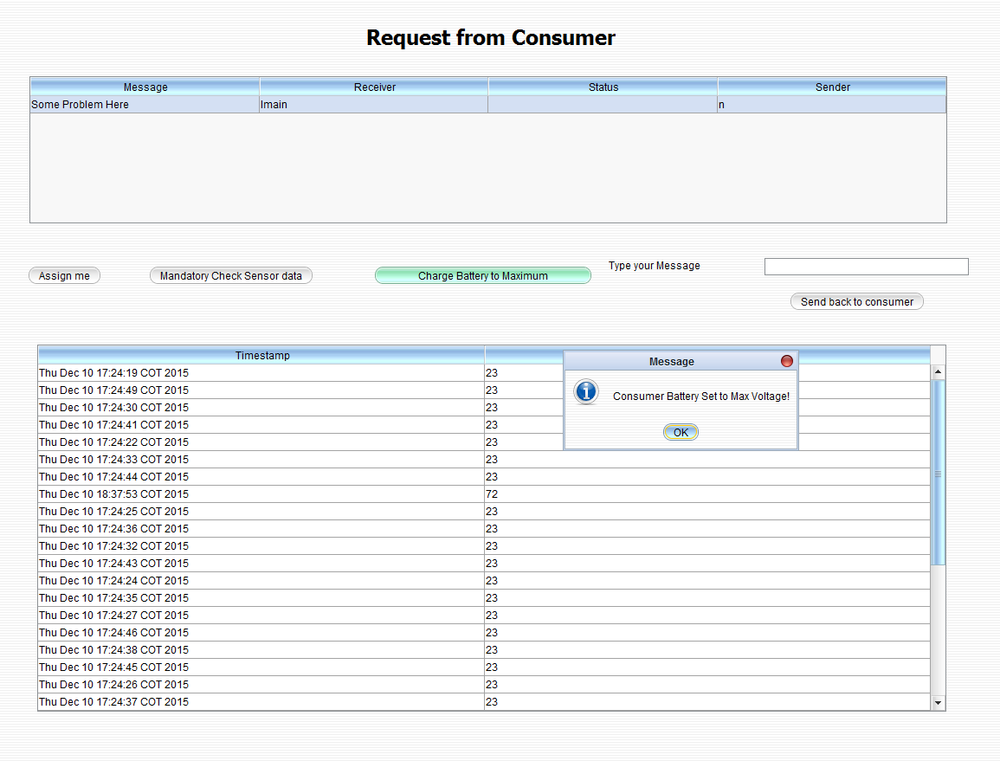 Request from Consumer
Message Receiver Status Sender
Some Problem Here lmain n
Assign me Mandatory Check Sensor data Charge Battery to Maximum Type your Message
Send back to consumer
Timestamp
Message
Consumer Battery Set to Max Voltage!
OK
Thu Dec 10 17:24:19 COT 2015 23
Thu Dec 10 17:24:49 COT 2015 23
Thu Dec 10 17:24:30 COT 2015 23
Thu Dec 10 17:24:41 COT 2015 23
Thu Dec 10 17:24:22 COT 2015 23
Thu Dec 10 17:24:33 COT 2015 23
Thu Dec 10 17:24:44 COT 2015 23
Thu Dec 10 18:37:53 COT 2015 72
Thu Dec 10 17:24:25 COT 2015 23
Thu Dec 10 17:24:36 COT 2015 23
Thu Dec 10 17:24:32 COT 2015 23
Thu Dec 10 17:24:43 COT 2015 23
Thu Dec 10 17:24:24 COT 2015 23
Thu Dec 10 17:24:35 COT 2015 23
Thu Dec 10 17:24:27 COT 2015 23
Thu Dec 10 17:24:46 COT 2015 23
Thu Dec 10 17:24:38 COT 2015 23
Thu Dec 10 17:24:45 COT 2015 23
Thu Dec 10 17:24:26 COT 2015 23
Thu Dec 10 17:24:37 COT 2015 23